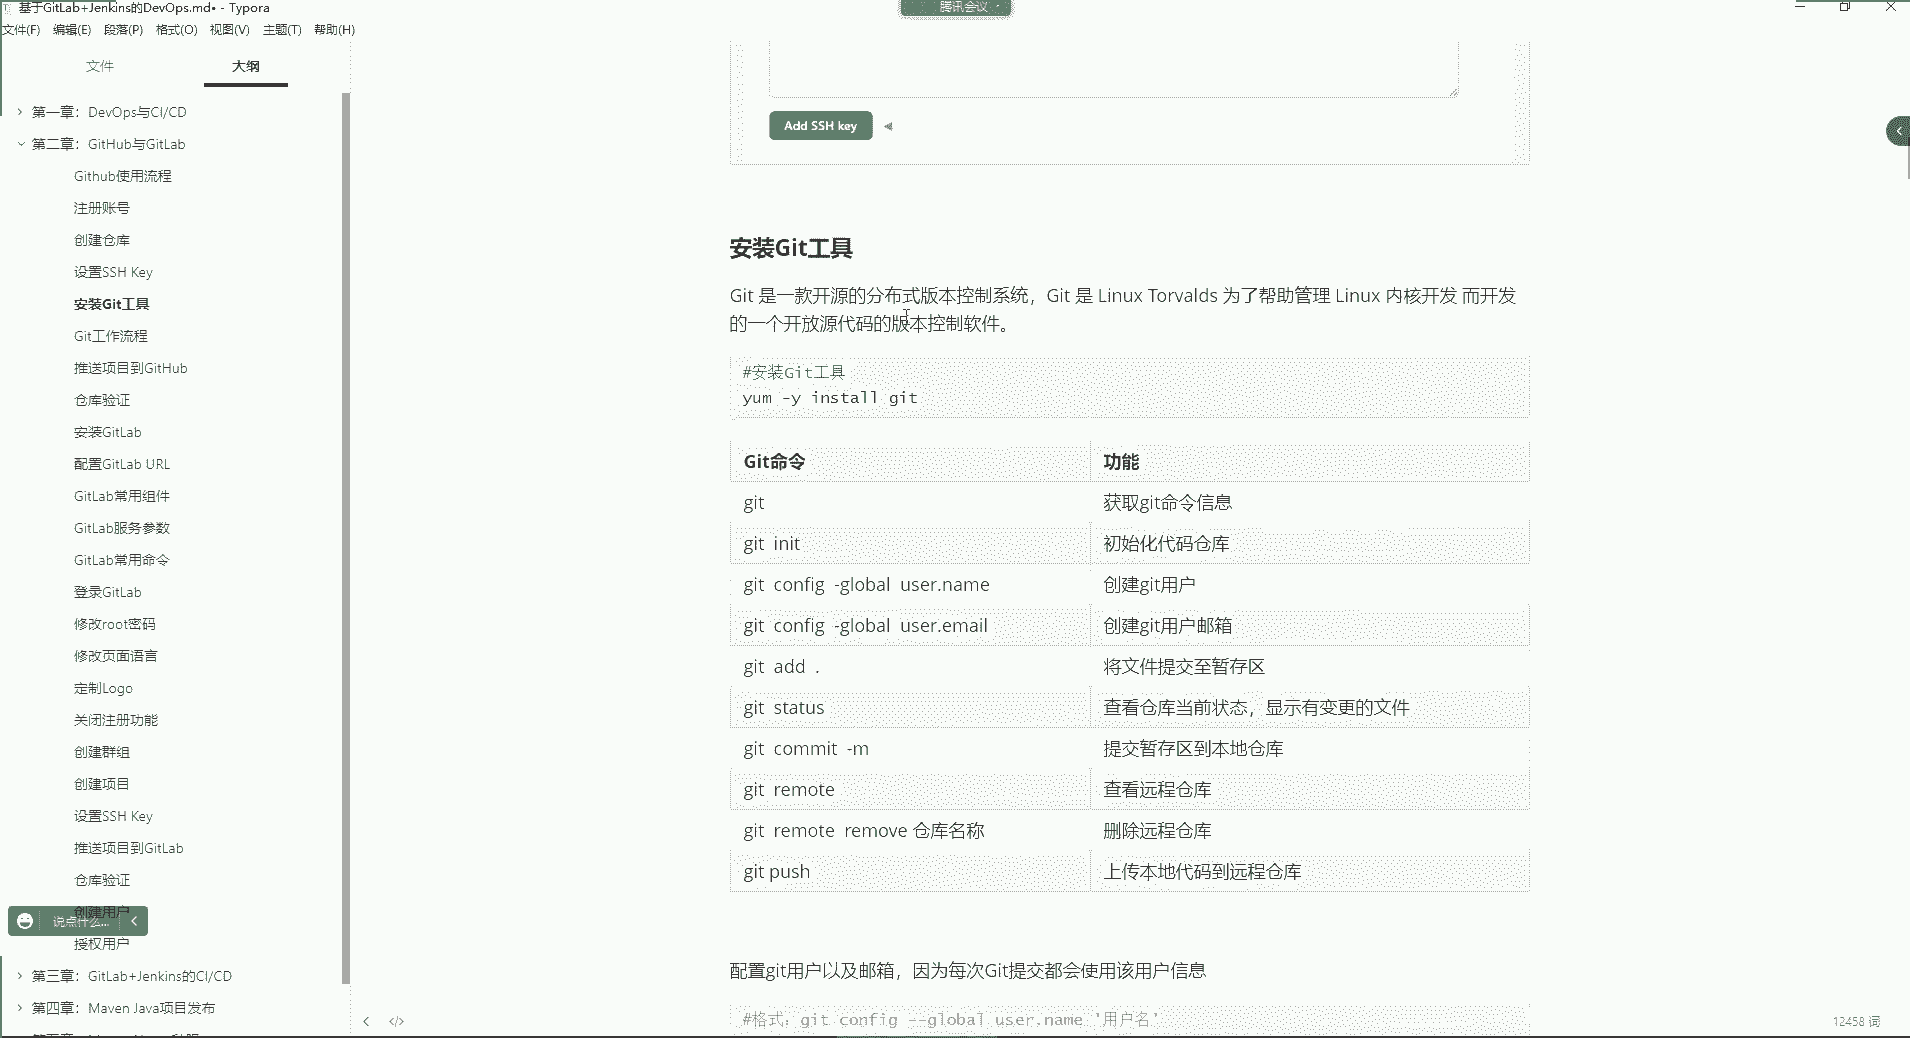 基于GitLab+Jenkins的DevOps.md• - Typora
腾讯会议
文件(F) 编辑(E) 段落(P) 格式(O) 视图(V) 主题(T) 帮助(H)
文件 大纲
第一章：DevOps与CI/CD
第二章：GitHub与GitLab
Github使用流程
注册账号
创建仓库
设置SSH Key
安装Git工具
Git工作流程
推送项目到GitHub
仓库验证
安装GitLab
配置GitLab URL
GitLab常用组件
GitLab服务参数
GitLab常用命令
登录GitLab
修改root密码
修改页面语言
定制Logo
关闭注册功能
创建群组
创建项目
设置SSH Key
推送项目到GitLab
仓库验证
创建用户
说点什么...
授权用户
第三章：GitLab+Jenkins的CI/CD
第四章：Maven Java项目发布
Add SSH key
安装Git工具
Git 是一款开源的分布式版本控制系统，Git 是 Linux Torvalds 为了帮助管理 Linux 内核开发 而开发
的一个开放源代码的版本控制软件。
#安装Git工具
yum -y install git
Git命令 功能
git 获取git命令信息
git init 初始化代码仓库
git config -global user.name 创建git用户
git config -global user.email 创建git用户邮箱
git add . 将文件提交至暂存区
git status 查看仓库当前状态，显示有变更的文件
git commit -m 提交暂存区到本地仓库
git remote 查看远程仓库
git remote remove 仓库名称 删除远程仓库
git push 上传本地代码到远程仓库
配置git用户以及邮箱，因为每次Git提交都会使用该用户信息
#格式：git config --global user.name '用户名'
12458 词